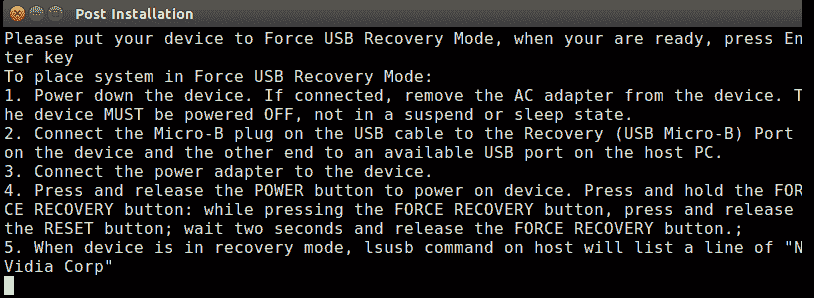 Post Installation
Please put your device to Force USB Recovery Mode, when your are ready, press En
ter key
To place system in Force USB Recovery Mode:
1. Power down the device. If connected, remove the AC adapter from the device. T
he device MUST be powered OFF, not in a suspend or sleep state.
2. Connect the Micro-B plug on the USB cable to the Recovery (USB Micro-B) Port
on the device and the other end to an available USB port on the host PC.
3. Connect the power adapter to the device.
4. Press and release the POWER button to power on device. Press and hold the FOR
CE RECOVERY button: while pressing the FORCE RECOVERY button, press and release
the RESET button; wait two seconds and release the FORCE RECOVERY button.;
5. When device is in recovery mode, lsusb command on host will list a line of "N
Vidia Corp"